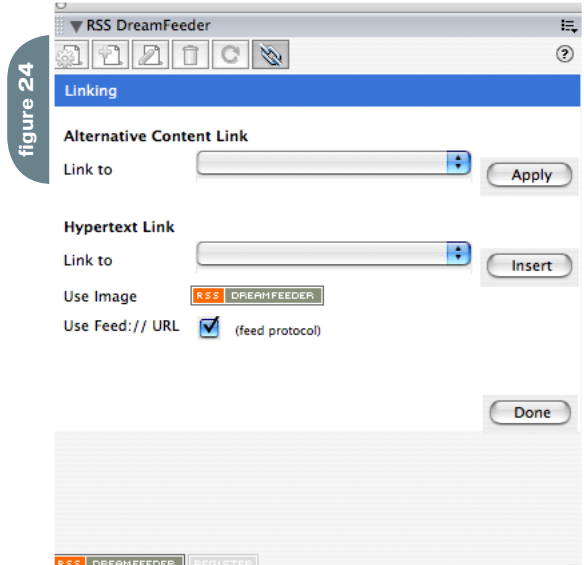 RSS DreamFeeder
figure 24
Linking
Alternative Content Link
Link to
Apply
Hypertext Link
Link to
Insert
Use Image RSS DREAMFEEDER
Use Feed:// URL (feed protocol)
Done
RSS DREAMFEEDER REGISTER